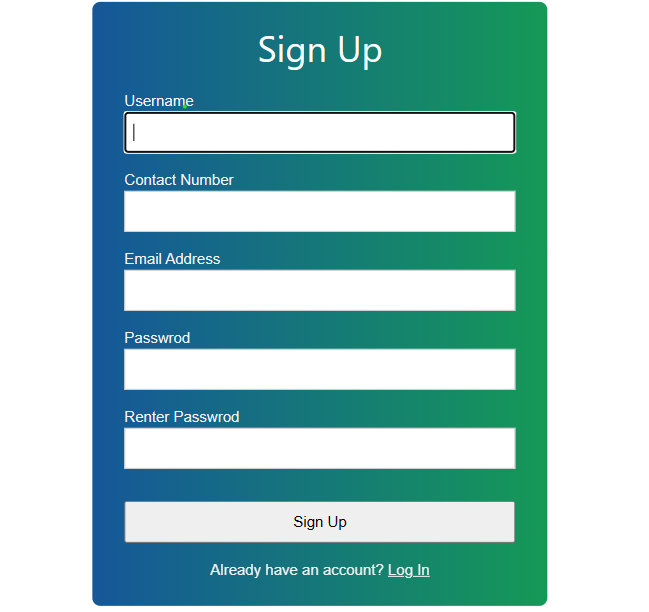 Sign Up
Username
Contact Number
Email Address
Passwrod
Renter Passwrod
Sign Up
Already have an account? Log In